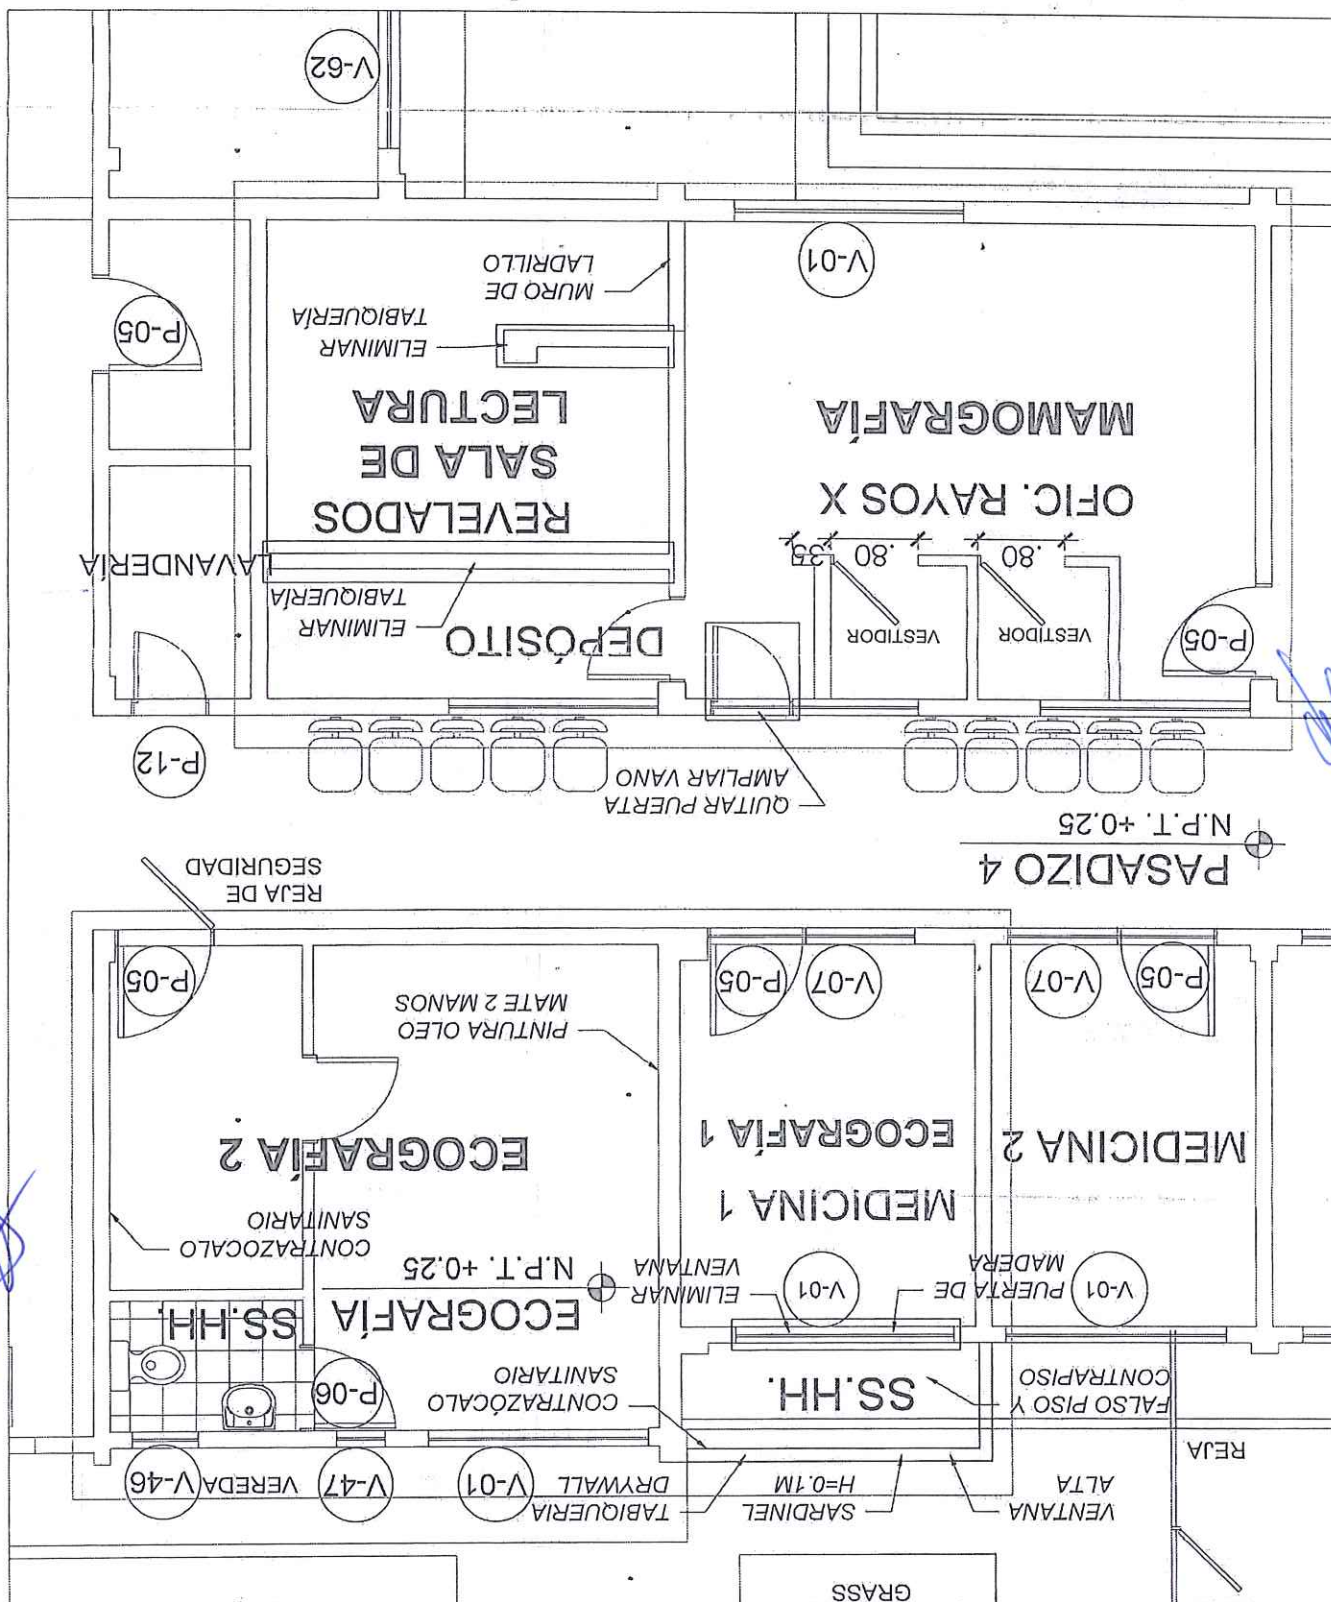 GRASS
VENTANA
ALTA
SARDINEL
H=0.1M
TABIQUERIA
DRYWALL
V-01
V-47
VEREDA
V-46
REJA
FALSO PISO Y
CONTRAPISO
SS.HH.
CONTRAZÓCALO
SANITARIO
P-06
SS.HH.
V-01
PUERTA DE
MADERA
V-01
ELIMINAR
VENTANA
ECOGRAFÍA
N.P.T. +0.25
CONTRAZOCALO
SANITARIO
MEDICINA 2
MEDICINA 1
ECOGRAFÍA 1
ECOGRAFÍA 2
P-05
V-07
V-07
P-05
PINTURA OLEO
MATE 2 MANOS
P-05
REJA DE
SEGURIDAD
PASADIZO 4
N.P.T. +0.25
QUITAR PUERTA
AMPLIAR VANO
P-12
P-05
VESTIDOR
VESTIDOR
DEPÓSITO
ELIMINAR
TABIQUERÍA
LAVANDERÍA
.80
.80
.35
OFIC. RAYOS X
MAMOGRAFÍA
REVELADOS
SALA DE
LECTURA
ELIMINAR
TABIQUERÍA
P-05
MURO DE
LADRILLO
V-01
V-62